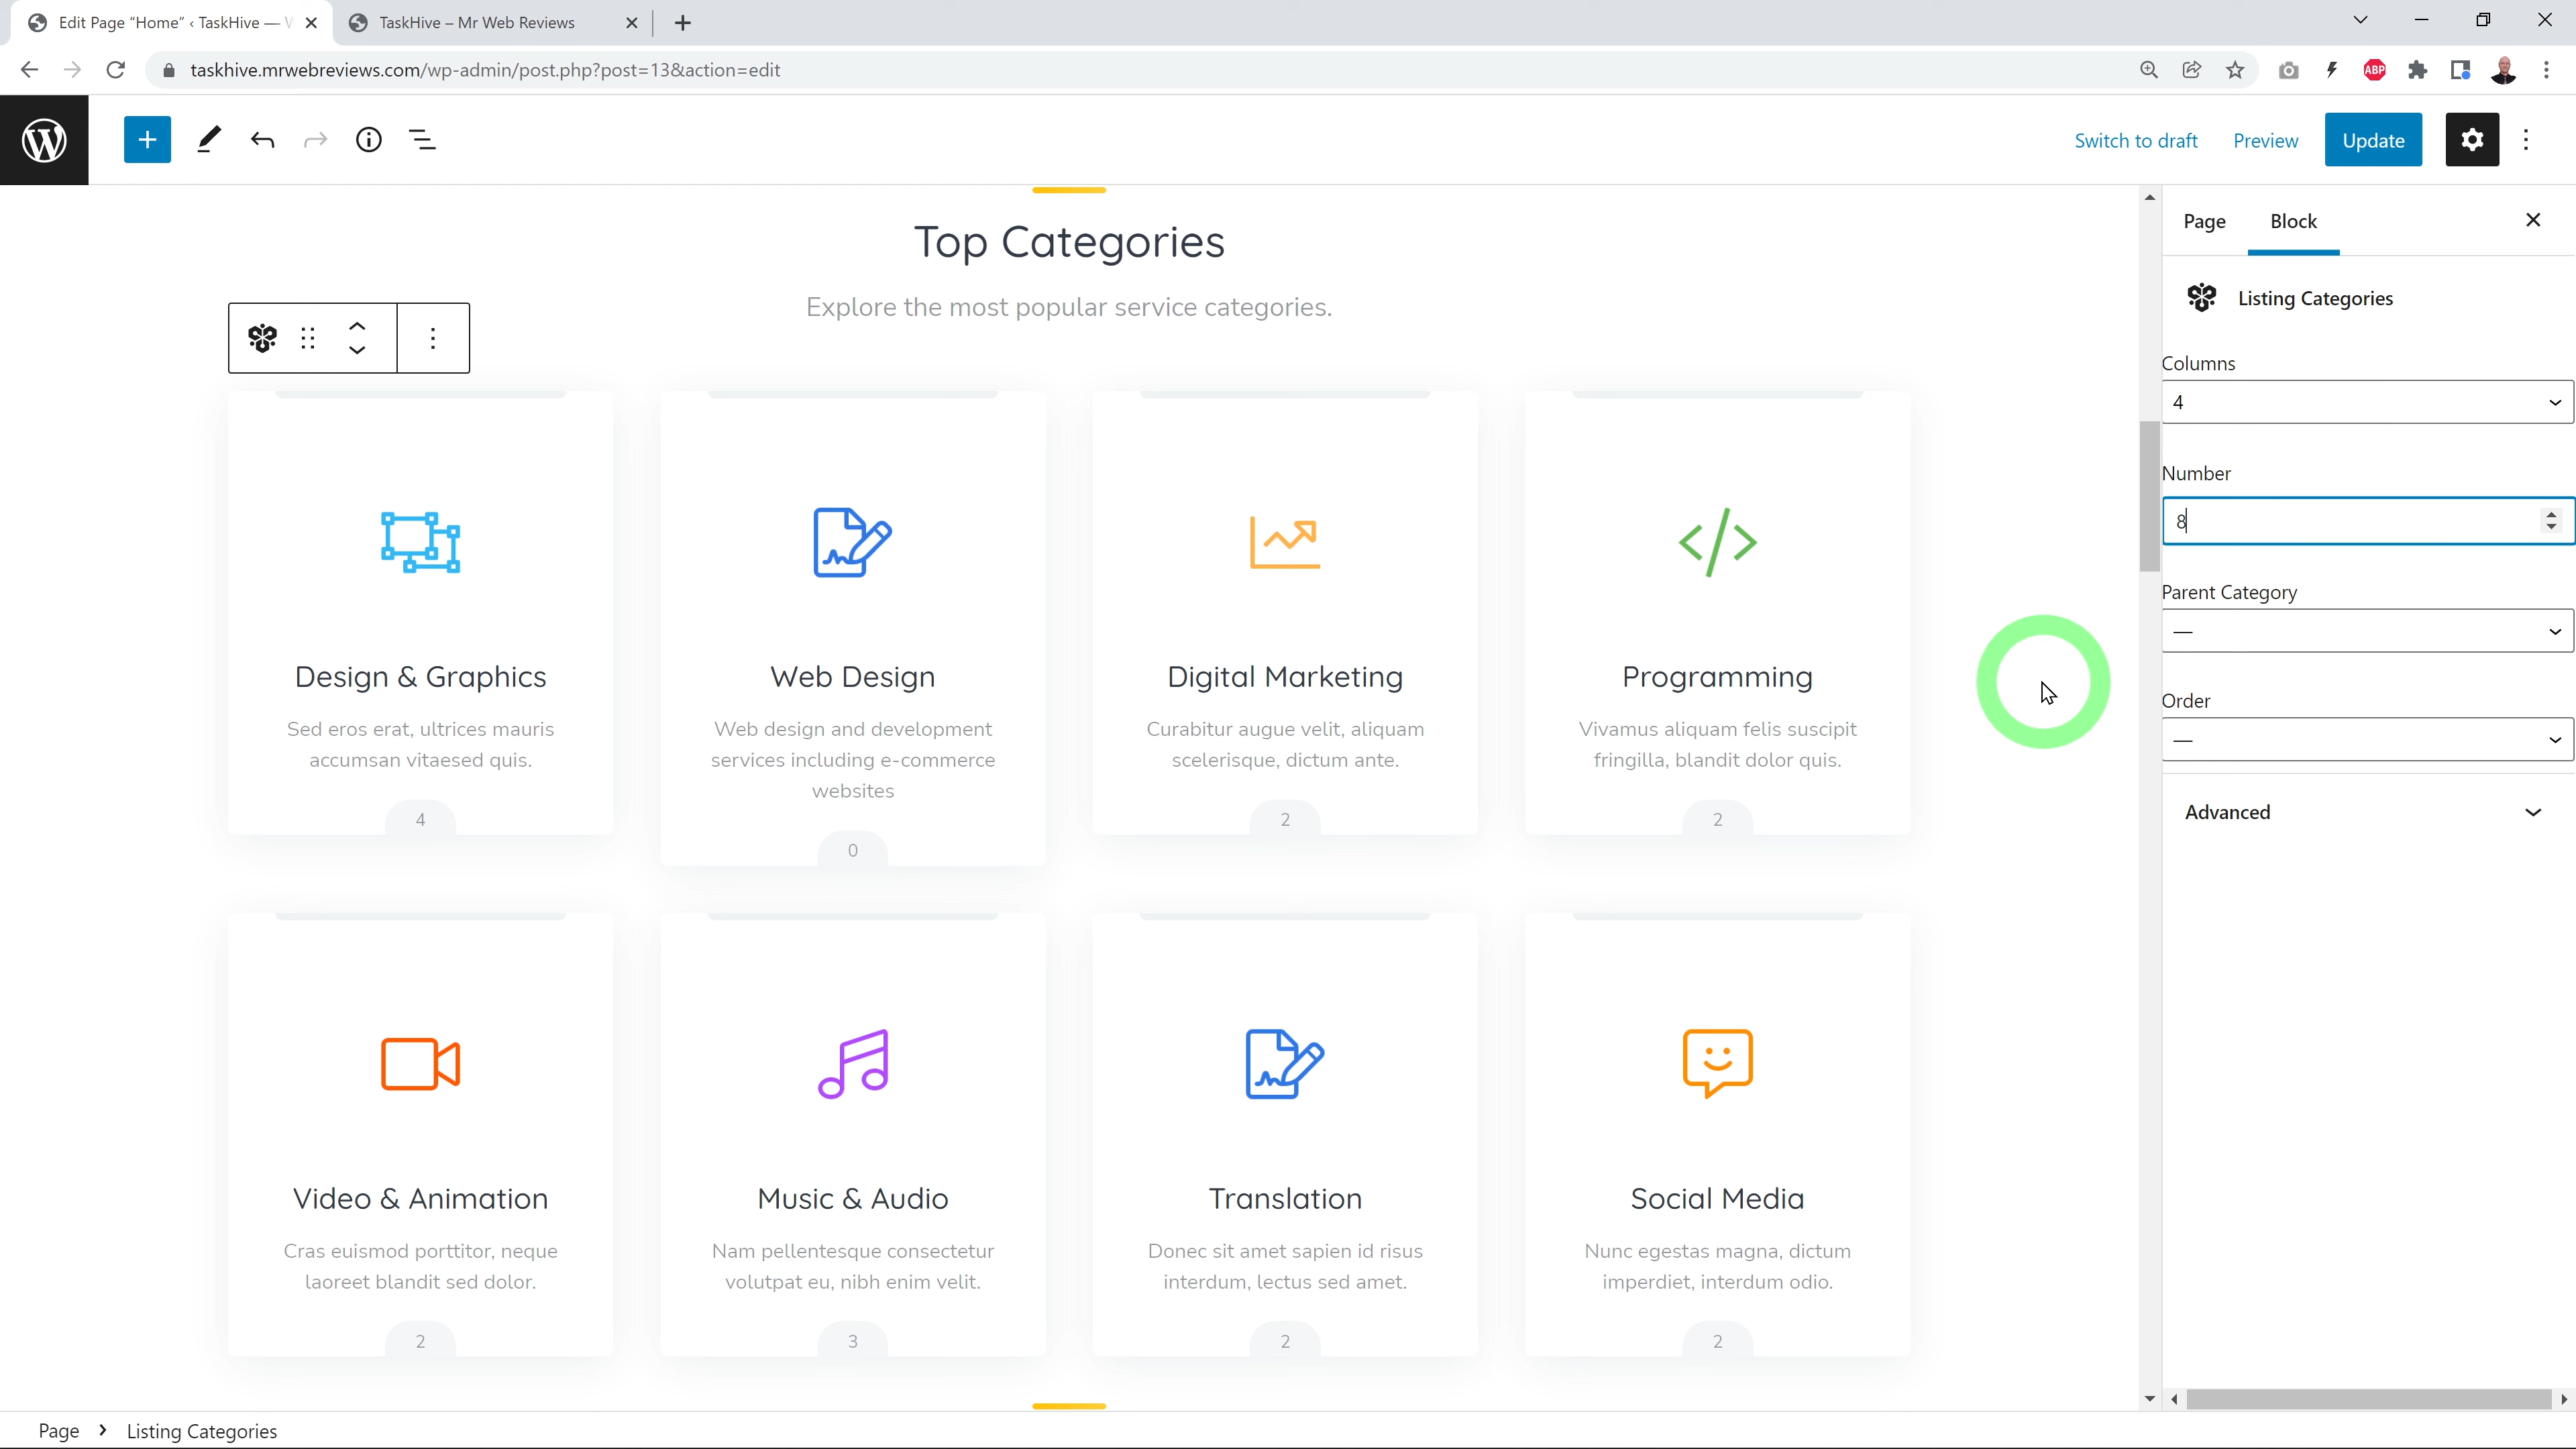 Edit Page “Home” ‹ TaskHive — W
TaskHive – Mr Web Reviews
taskhive.mrwebreviews.com/wp-admin/post.php?post=13&action=edit
ABP
Switch to draft
Preview
Update
Top Categories
Explore the most popular service categories.
Design & Graphics
Sed eros erat, ultrices mauris
accumsan vitaesed quis.
4
Web Design
Web design and development
services including e-commerce
websites
0
Digital Marketing
Curabitur augue velit, aliquam
scelerisque, dictum ante.
2
Programming
Vivamus aliquam felis suscipit
fringilla, blandit dolor quis.
2
Video & Animation
Cras euismod porttitor, neque
laoreet blandit sed dolor.
2
Music & Audio
Nam pellentesque consectetur
volutpat eu, nibh enim velit.
3
Translation
Donec sit amet sapien id risus
interdum, lectus sed amet.
2
Social Media
Nunc egestas magna, dictum
imperdiet, interdum odio.
2
Page
Block
Listing Categories
Columns
4
Number
8
Parent Category
—
Order
—
Advanced
Page › Listing Categories